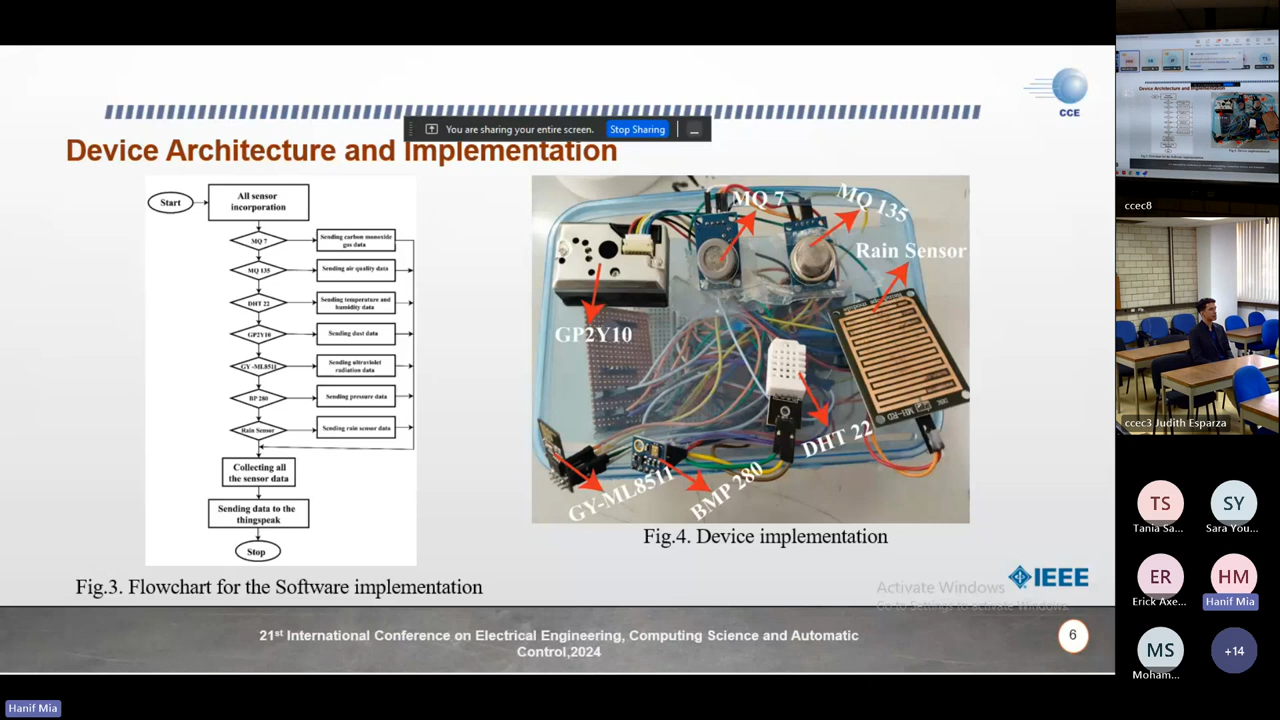 CCE
You are sharing your entire screen.
Stop Sharing
Device Architecture and Implementation
Start
All sensor
incorporation
MQ 7
Sending carbon monoxide
gas data
MQ 135
Sending air quality data
DHT 22
Sending temperature and
humidity data
GP2Y10
Sending dust data
GY -ML8511
Sending ultraviolet
radiation data
BP 280
Sending pressure data
Rain Sensor
Sending rain sensor data
Collecting all
the sensor data
Sending data to the
thingspeak
Stop
Fig.3. Flowchart for the Software implementation
MQ 7
MQ 135
Rain Sensor
GP2Y10
DHT 22
GY-ML8511
BMP 280
MH-RD
Fig.4. Device implementation
IEEE
Activate Windows
Go to Settings to activate Windows.
21st International Conference on Electrical Engineering, Computing Science and Automatic
Control,2024
6
Hanif Mia
Device Architecture and Implementation
ccec8
ccec3 Judith Esparza
TS
Tania Sa...
SY
Sara You...
ER
Erick Axe...
HM
Hanif Mia
MS
Moham...
+14